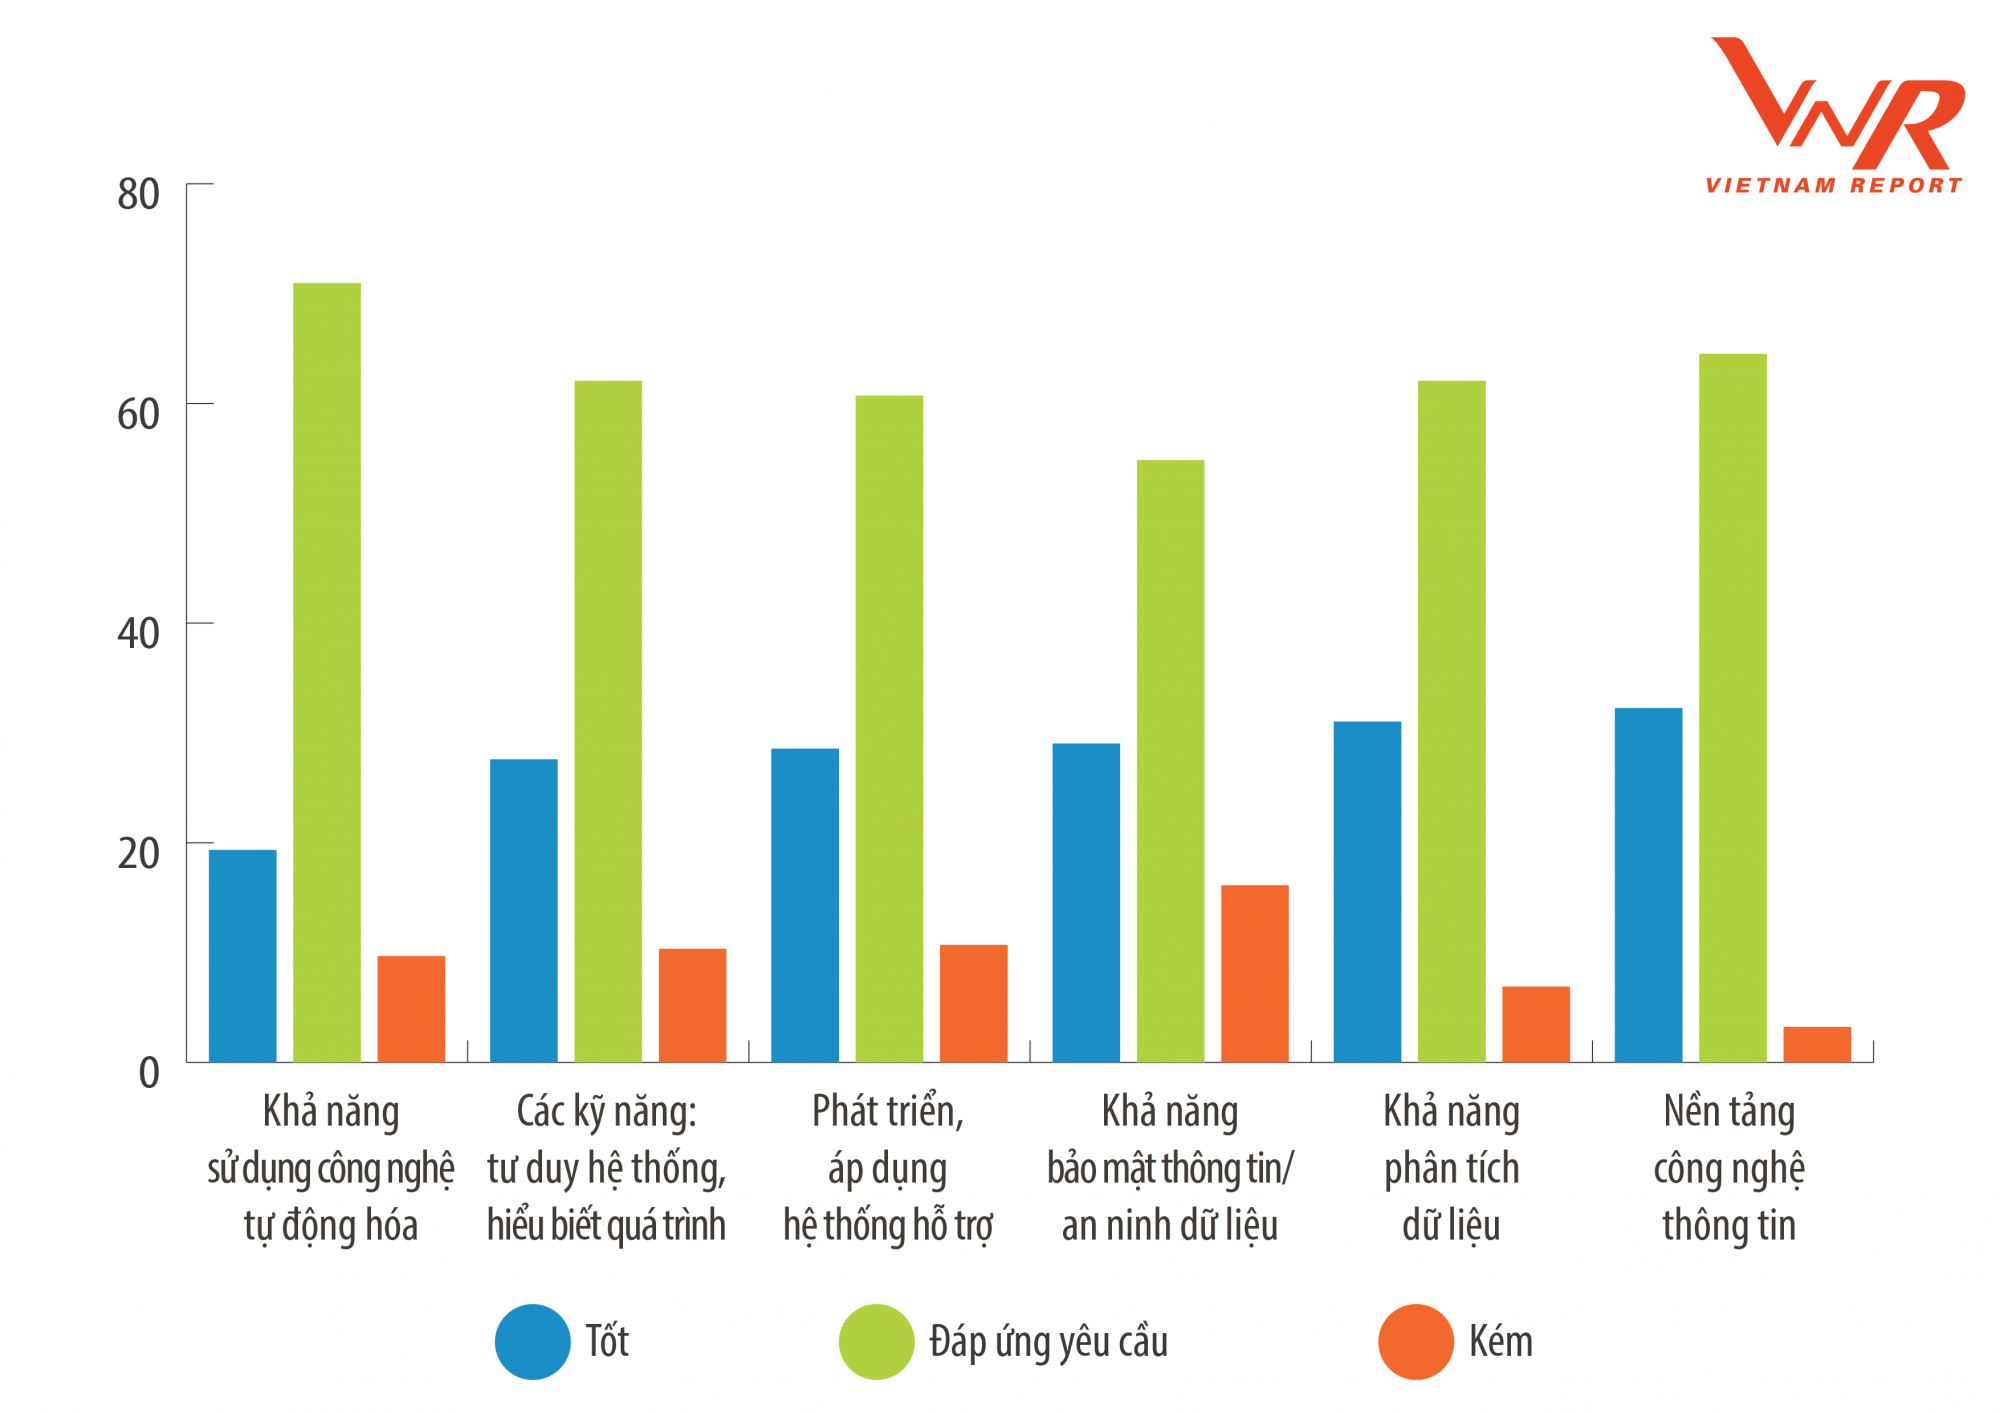 VNR
VIETNAM REPORT
80
60
40
20
0
Khả năng
sử dụng công nghệ
tự động hóa
Các kỹ năng:
tư duy hệ thống,
hiểu biết quá trình
Phát triển,
áp dụng
hệ thống hỗ trợ
Khả năng
bảo mật thông tin/
an ninh dữ liệu
Khả năng
phân tích
dữ liệu
Nền tảng
công nghệ
thông tin
Tốt
Đáp ứng yêu cầu
Kém